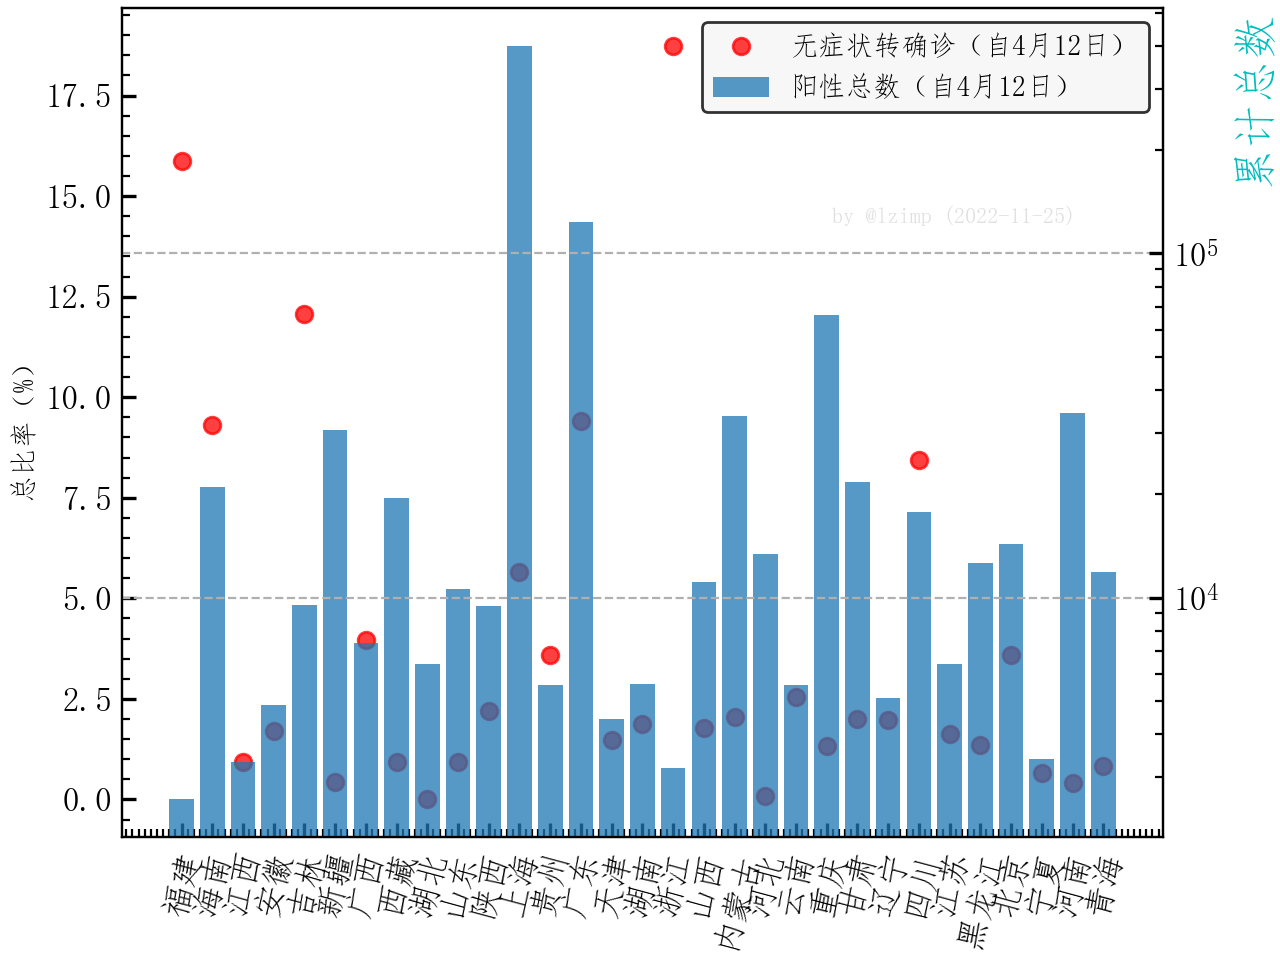 无症状转确诊（自4月12日）
阳性总数（自4月12日）
by @lzimp (2022-11-25)
累计总数
总比率 (%)
17.5
15.0
12.5
10.0
7.5
5.0
2.5
0.0
10^5
10^4
福建
海南
江西
安徽
吉林
新疆
广西
西藏
湖北
山东
陕西
上海
贵州
广东
天津
湖南
浙江
山西
内蒙古
河北
云南
重庆
甘肃
辽宁
四川
江苏
黑龙江
北京
宁夏
河南
青海